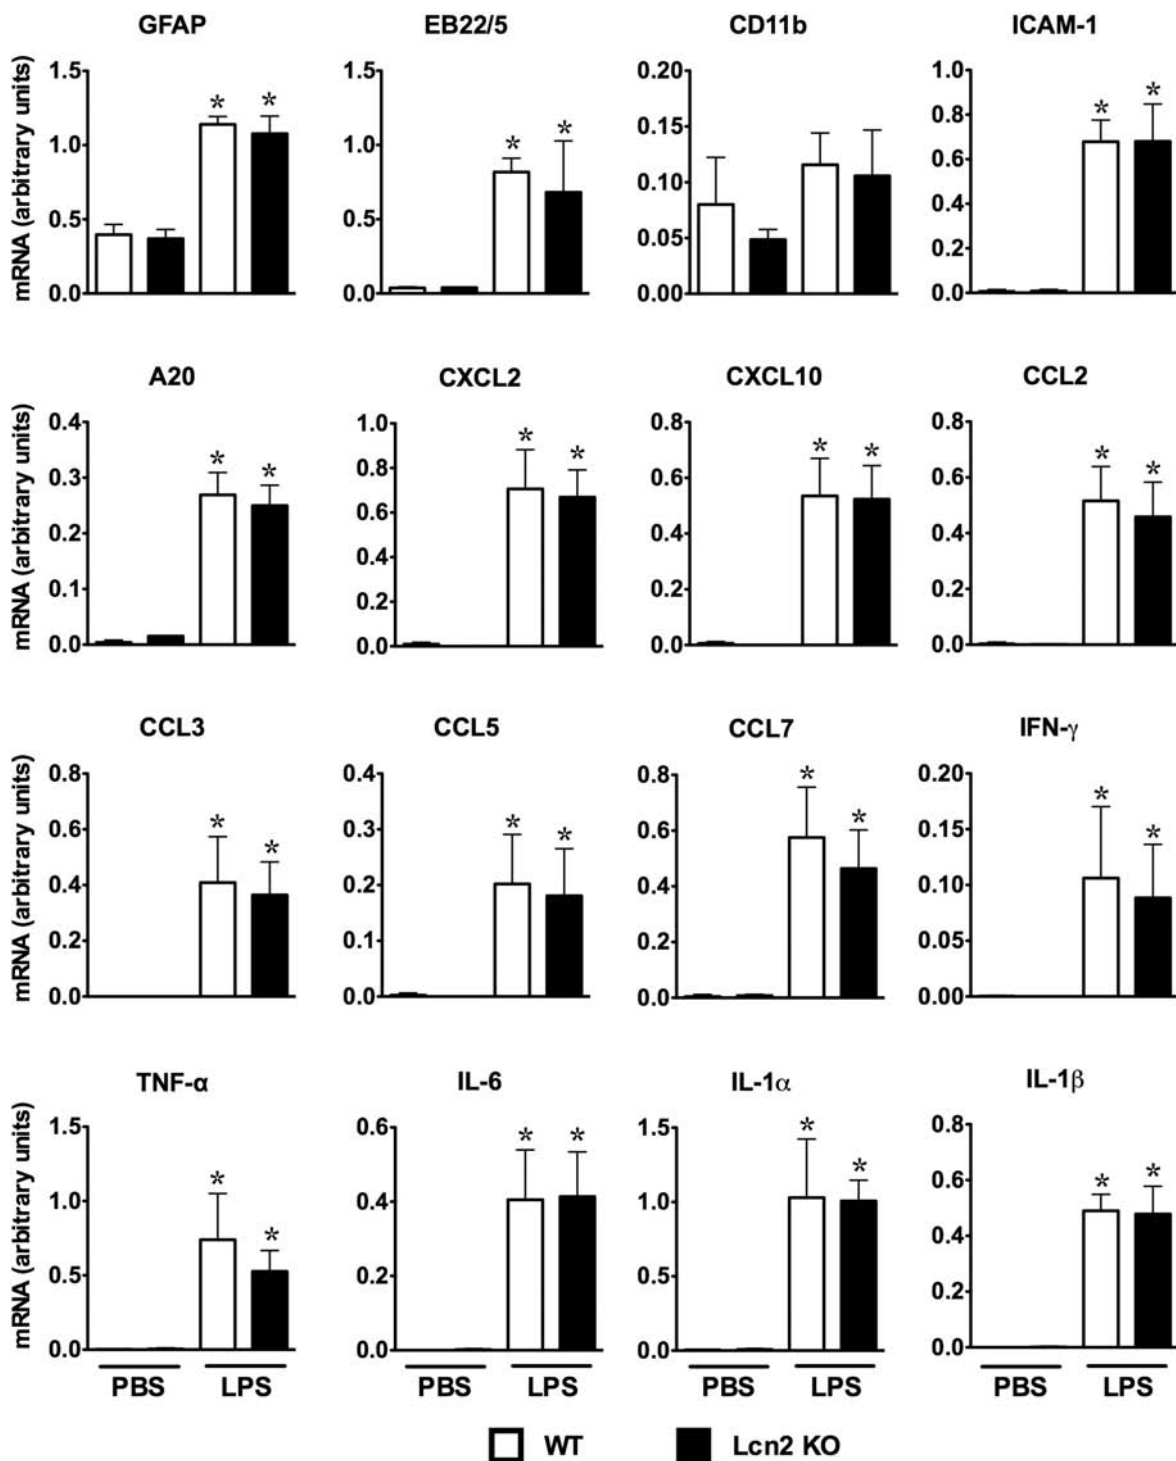 GFAP EB22/5 CD11b ICAM-1
mRNA (arbitrary units)
1.5 1.5 0.20 1.0
* * * * * *
0.8
0.15
1.0 1.0 0.6
0.10
0.4
0.5 0.5 0.05
0.2
0.0 0.0 0.00 0.0
A20 CXCL2 CXCL10 CCL2
mRNA (arbitrary units)
0.4 1.0 0.8 0.8
* * * * * * * *
0.8
0.3 0.6 0.6
0.6
0.2 0.4 0.4
0.4
0.1 0.2 0.2
0.2
0.0 0.0 0.0 0.0
CCL3 CCL5 CCL7 IFN-γ
mRNA (arbitrary units)
0.8 0.4 0.8 0.20
* * * * * * * *
0.6 0.3 0.6 0.15
0.4 0.2 0.4 0.10
0.2 0.1 0.2 0.05
0.0 0.0 0.0 0.00
TNF-α IL-6 IL-1α IL-1β
mRNA (arbitrary units)
1.5 0.6 1.5 0.8
* * * * * * * *
0.6
1.0 0.4 1.0
0.4
0.5 0.2 0.5
0.2
0.0 0.0 0.0 0.0
PBS LPS PBS LPS PBS LPS PBS LPS
WT Lcn2 KO